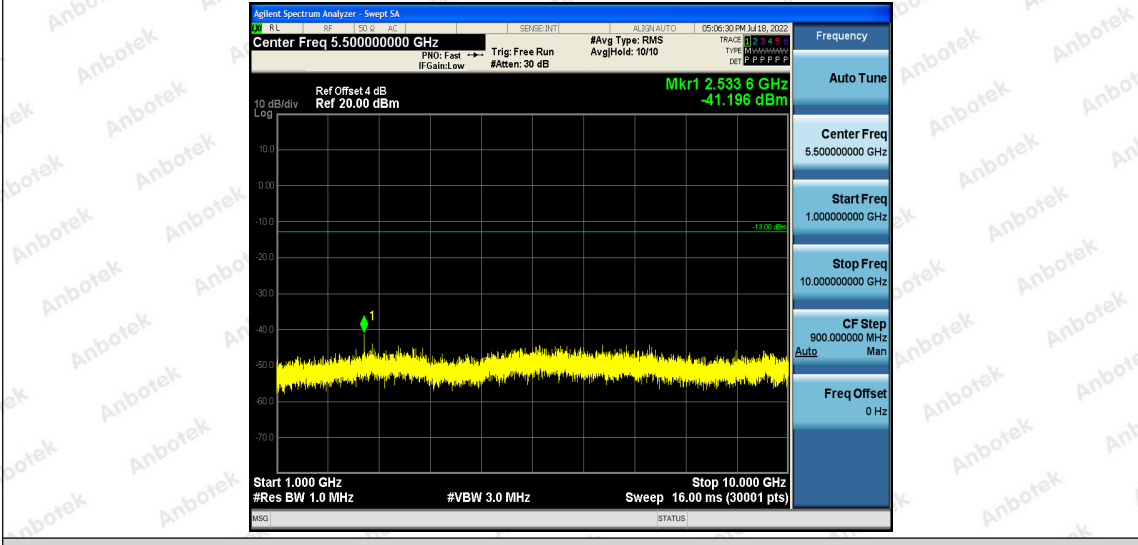 Agilent Spectrum Analyzer - Swept SA
RL RF 50 Ω AC SENSE:INT ALIGN AUTO 05:06:30 PM Jul 18, 2022
Center Freq 5.500000000 GHz
PNO: Fast
IFGain:Low
Trig: Free Run
#Atten: 30 dB
#Avg Type: RMS
Avg|Hold: 10/10
TRACE 1 2 3 4 5 6
TYPE M WWWWW
DET P P P P P P
Frequency
Auto Tune
Center Freq
5.500000000 GHz
Start Freq
1.000000000 GHz
Stop Freq
10.000000000 GHz
CF Step
900.000000 MHz
Auto Man
Freq Offset
0 Hz
Mkr1 2.533 6 GHz
-41.196 dBm
Ref Offset 4 dB
10 dB/div Ref 20.00 dBm
Log
10.0
0.00
-10.0
-13.00 dBm
-20.0
-30.0
1
-40.0
-50.0
-60.0
-70.0
Start 1.000 GHz Stop 10.000 GHz
#Res BW 1.0 MHz #VBW 3.0 MHz Sweep 16.00 ms (30001 pts)
MSG STATUS
Anbotek